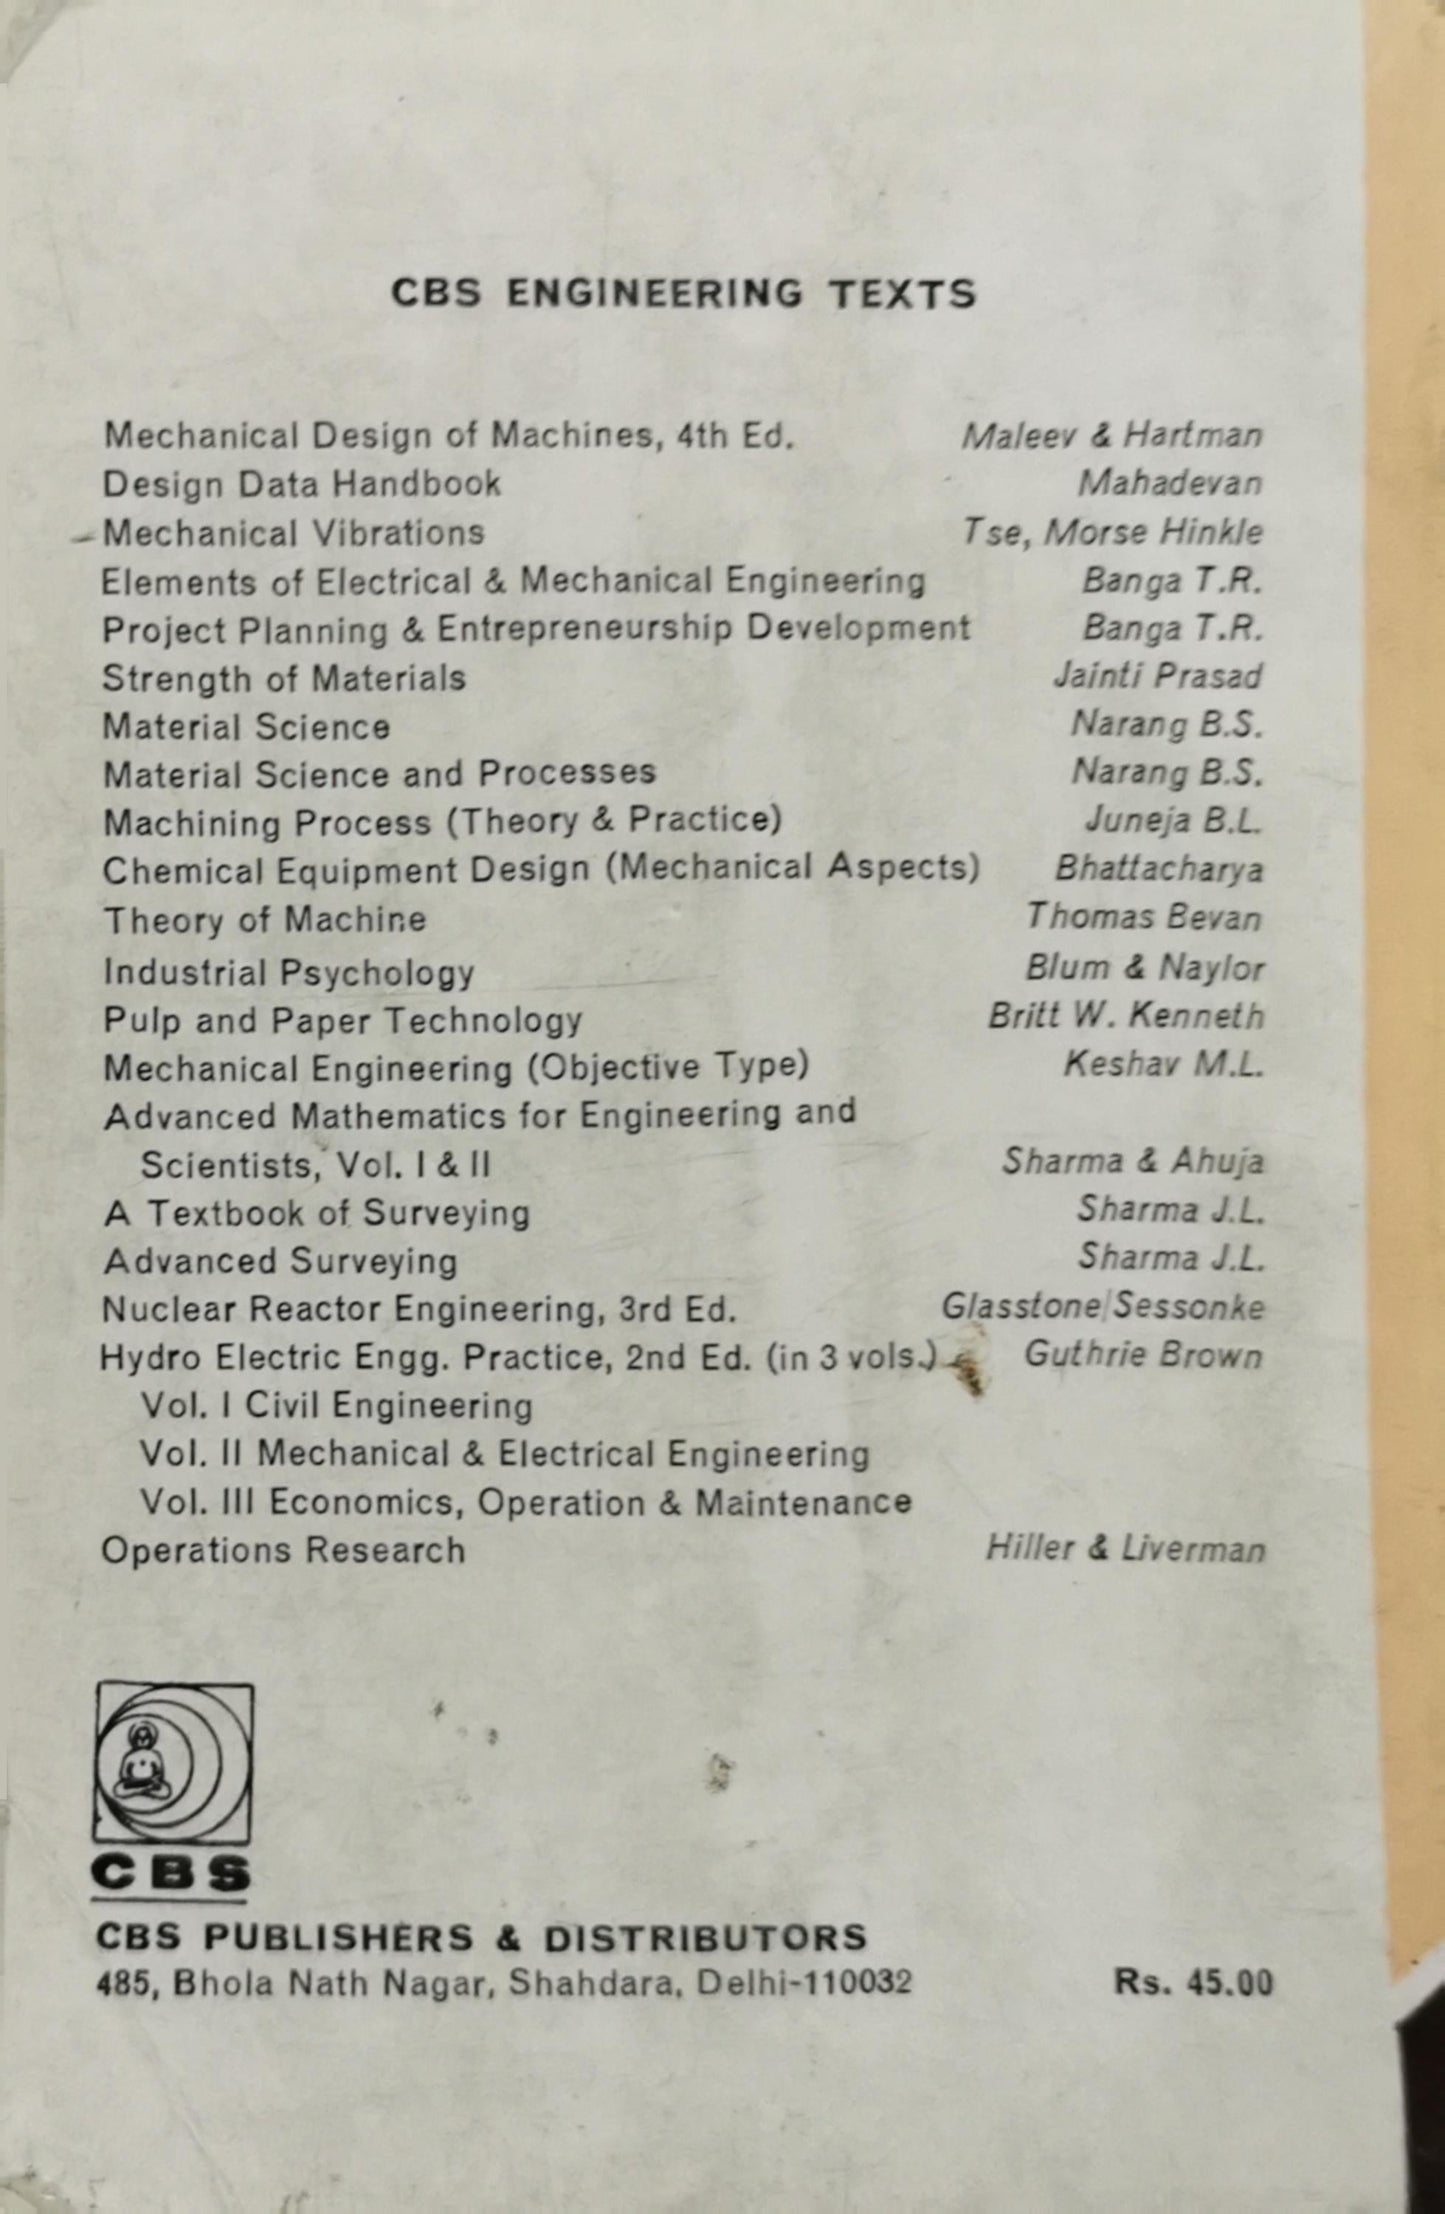 CBS ENGINEERING TEXTS
Mechanical Design of Machines, 4th Ed. Maleev & Hartman
Design Data Handbook Mahadevan
Mechanical Vibrations Tse, Morse Hinkle
Elements of Electrical & Mechanical Engineering Banga T.R.
Project Planning & Entrepreneurship Development Banga T.R.
Strength of Materials Jainti Prasad
Material Science Narang B.S.
Material Science and Processes Narang B.S.
Machining Process (Theory & Practice) Juneja B.L.
Chemical Equipment Design (Mechanical Aspects) Bhattacharya
Theory of Machine Thomas Bevan
Industrial Psychology Blum & Naylor
Pulp and Paper Technology Britt W. Kenneth
Mechanical Engineering (Objective Type) Keshav M.L.
Advanced Mathematics for Engineering and
Scientists, Vol. I & II Sharma & Ahuja
A Textbook of Surveying Sharma J.L.
Advanced Surveying Sharma J.L.
Nuclear Reactor Engineering, 3rd Ed. Glasstone/Sessonke
Hydro Electric Engg. Practice, 2nd Ed. (in 3 vols.) Guthrie Brown
Vol. I Civil Engineering
Vol. II Mechanical & Electrical Engineering
Vol. III Economics, Operation & Maintenance
Operations Research Hiller & Liverman
CBS
CBS PUBLISHERS & DISTRIBUTORS
485, Bhola Nath Nagar, Shahdara, Delhi-110032 Rs. 45.00